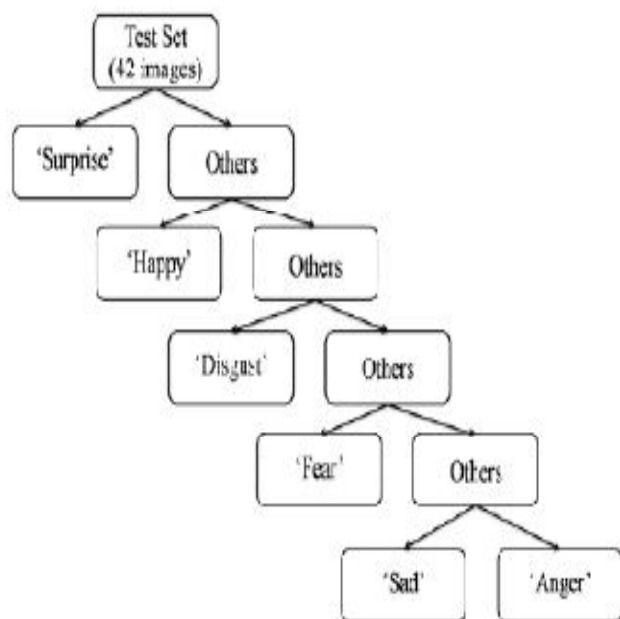 Test Set
(42 images)
'Surprise'
Others
'Happy'
Others
'Disgust'
Others
'Fear'
Others
'Sad'
'Anger'